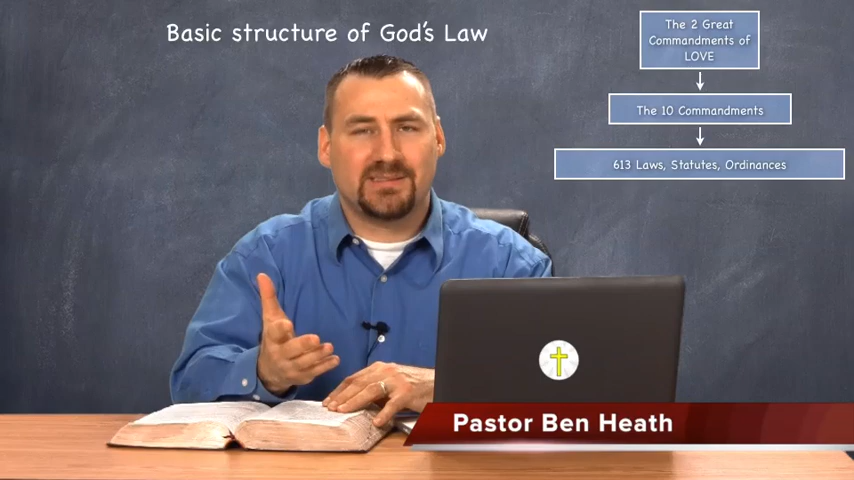 Basic structure of God's Law
The 2 Great
Commandments of
LOVE
The 10 Commandments
613 Laws, Statutes, Ordinances
Pastor Ben Heath